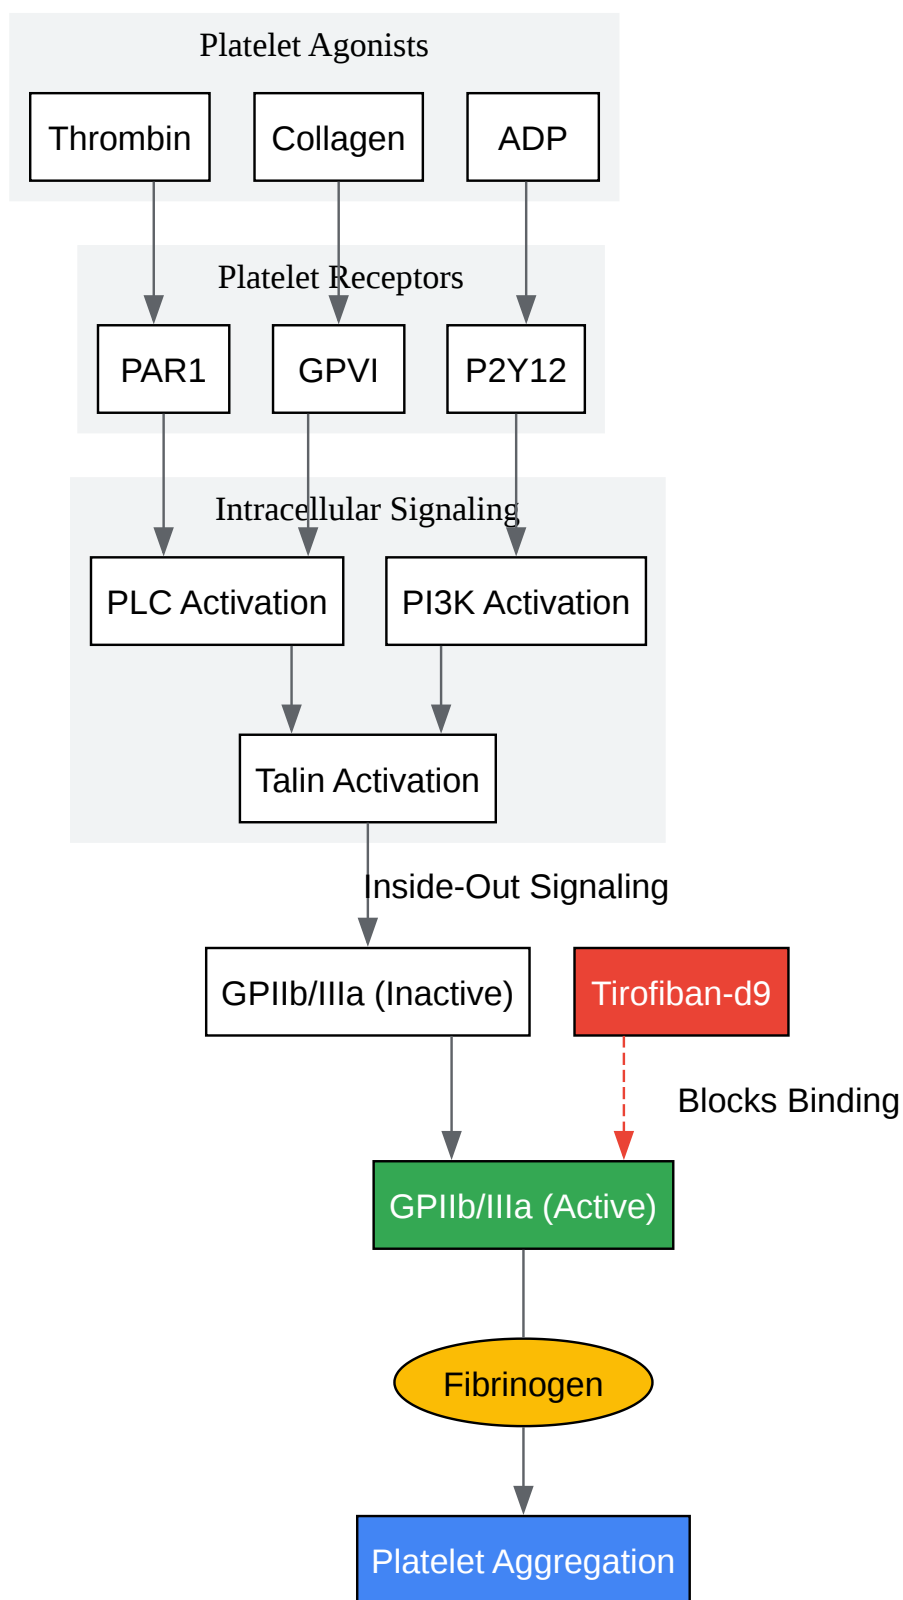 Platelet Agonists
Thrombin
Collagen
ADP
Platelet Receptors
PAR1
GPVI
P2Y12
Intracellular Signaling
PLC Activation
PI3K Activation
Talin Activation
Inside-Out Signaling
GPIIb/IIIa (Inactive)
Tirofiban-d9
Blocks Binding
GPIIb/IIIa (Active)
Fibrinogen
Platelet Aggregation